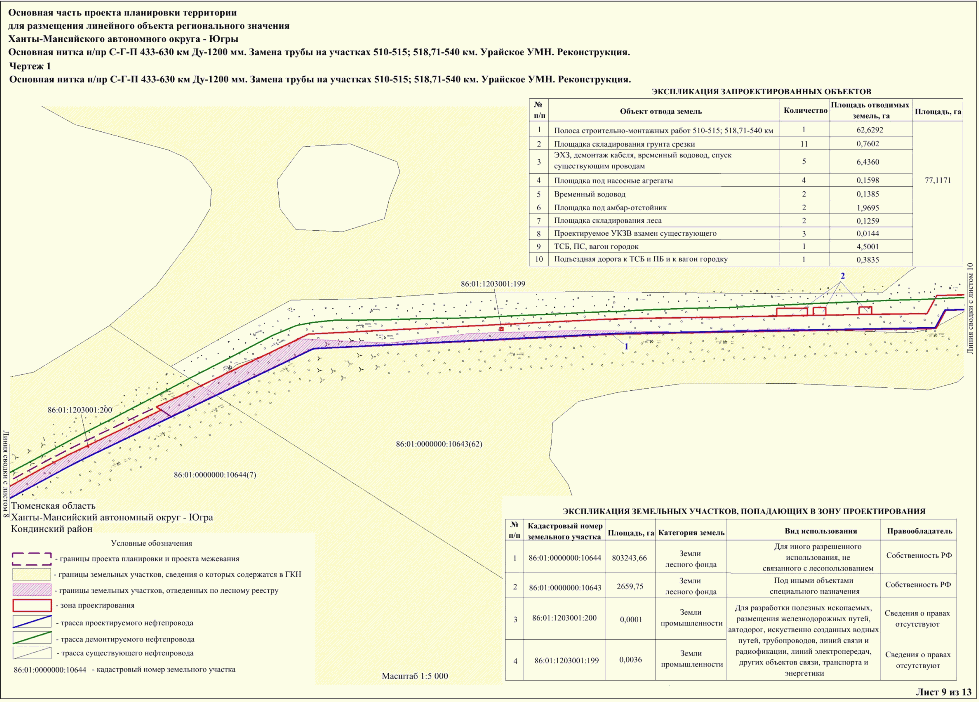 Основная часть проекта планировки территории
для размещения линейного объекта регионального значения
Ханты-Мансийского автономного округа - Югры
Основная нитка н/пр С-Г-П 433-630 км Ду-1200 мм. Замена трубы на участках 510-515; 518,71-540 км. Урайское УМН. Реконструкция.
Чертеж 1
Основная нитка н/пр С-Г-П 433-630 км Ду-1200 мм. Замена трубы на участках 510-515; 518,71-540 км. Урайское УМН. Реконструкция.
ЭКСПЛИКАЦИЯ ЗАПРОЕКТИРОВАННЫХ ОБЪЕКТОВ
№ п/п Объект отвода земель Количество Площадь отводимых земель, га Площадь, га
1 Полоса строительно-монтажных работ 510-515; 518,71-540 км 1 62,6292
2 Площадка складирования грунта срезки 11 0,7602
3 ЭХЗ, демонтаж кабеля, временный водовод, спуск
существующим проводам 5 6,4360
4 Площадка под насосные агрегаты 4 0,1598 77,1171
5 Временный водовод 2 0,1385
6 Площадка под амбар-отстойник 2 1,9695
7 Площадка складирования леса 2 0,1259
8 Проектируемое УКЗВ взамен существующего 3 0,0144
9 ТСБ, ПС, вагон городок 1 4,5001
10 Подъездная дорога к ТСБ и ПБ и к вагон городку 1 0,3835
Линия сводки с листом 10
2
86:01:1203001:199
1
86:01:1203001:200
86:01:0000000:10643(62)
86:01:0000000:10644(7)
Линия сводки с листом 8
Тюменская область
Ханты-Мансийский автономный округ - Югра
Кондинский район
Условные обозначения
- границы проекта планировки и проекта межевания
- границы земельных участков, сведения о которых содержатся в ГКН
- границы земельных участков, отведенных по лесному реестру
- зона проектирования
- трасса проектируемого нефтепровода
- трасса демонтируемого нефтепровода
- трасса существующего нефтепровода
86:01:0000000:10644 - кадастровый номер земельного участка
Масштаб 1:5 000
ЭКСПЛИКАЦИЯ ЗЕМЕЛЬНЫХ УЧАСТКОВ, ПОПАДАЮЩИХ В ЗОНУ ПРОЕКТИРОВАНИЯ
№ п/п Кадастровый номер земельного участка Площадь, га Категория земель Вид использования Правообладатель
1 86:01:0000000:10644 803243,66 Земли лесного фонда Для иного разрешенного использования, не связанного с лесопользованием Собственность РФ
2 86:01:0000000:10643 2659,75 Земли лесного фонда Под иными объектами специального назначения Собственность РФ
3 86:01:1203001:200 0,0001 Земли промышленности Для разработки полезных ископаемых, размещения железнодорожных путей, автодорог, искуственно созданных водных путей, трубопроводов, линий связи и радиофикации, линий электропередач, других объектов связи, транспорта и энергетики Сведения о правах отсутствуют
4 86:01:1203001:199 0,0036 Земли промышленности Сведения о правах отсутствуют
Лист 9 из 13